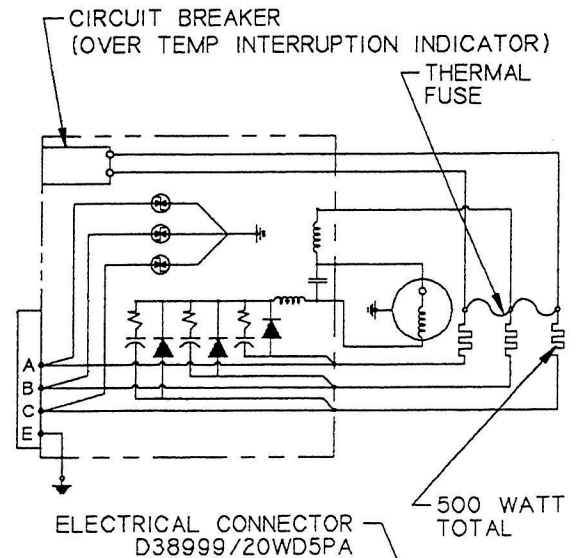 CIRCUIT BREAKER
(OVER TEMP INTERRUPTION INDICATOR)
THERMAL
FUSE
A
B
C
E
500 WATT
TOTAL
ELECTRICAL CONNECTOR
D38999/20WD5PA